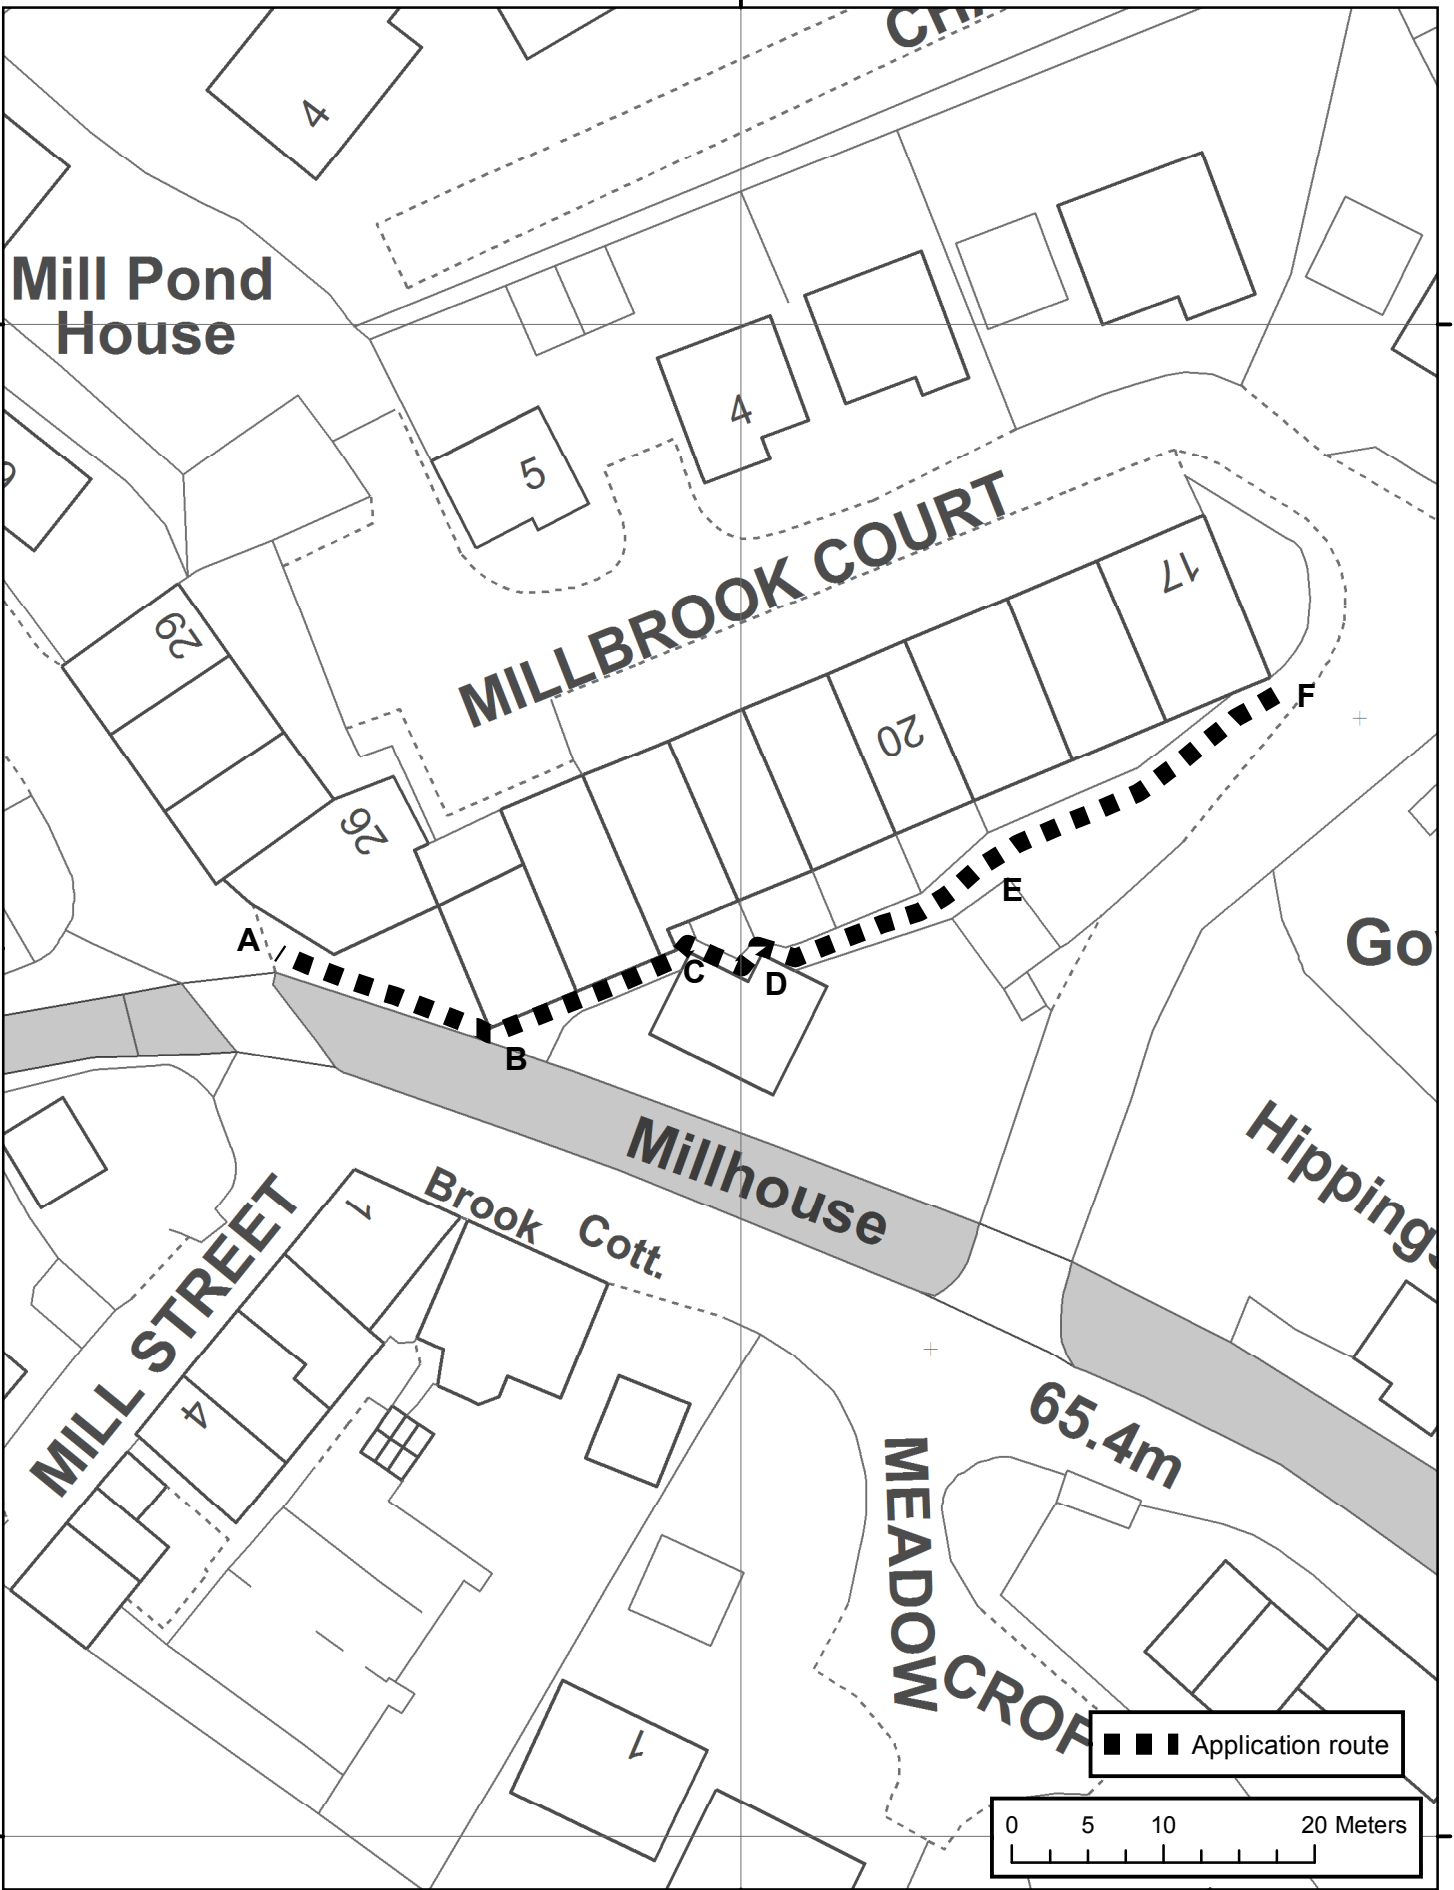 4
Mill Pond
House
4
5
MILLBROOK COURT
17
29
20
26
F
E
A
C
D
B
Go
Millhouse
Hippings
Brook Cott.
1
MILL STREET
4
65.4m
MEADOW
CROF
1
Application route
0 5 10 20 Meters